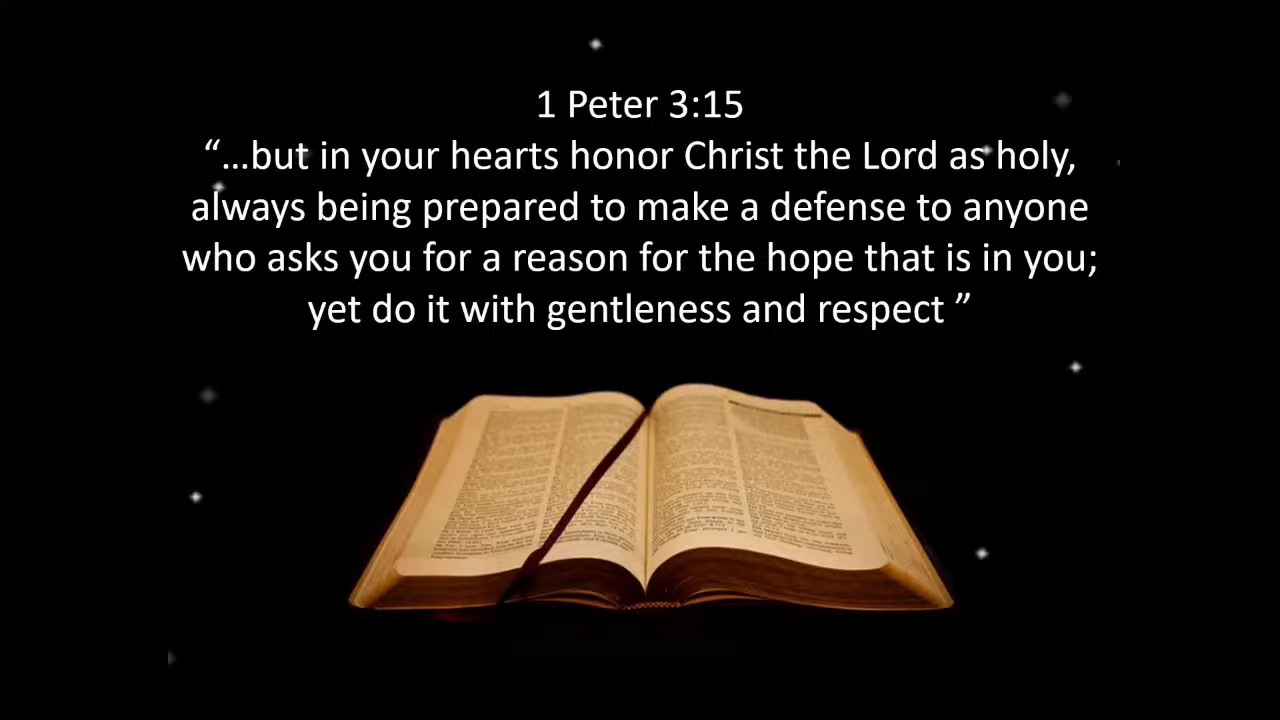 1 Peter 3:15
“…but in your hearts honor Christ the Lord as holy,
always being prepared to make a defense to anyone
who asks you for a reason for the hope that is in you;
yet do it with gentleness and respect ”